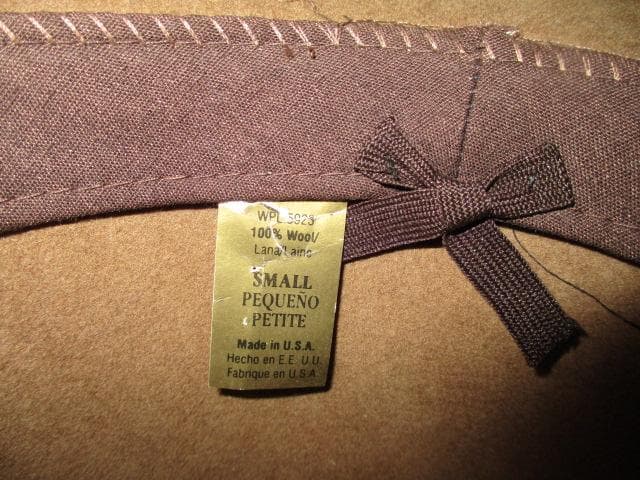 WPL 5923
100% Wool/
Lana/Laine
SMALL
PEQUEÑO
PETITE
Made in U.S.A.
Hecho en E.E. U.U.
Fabrique en U.S.A.